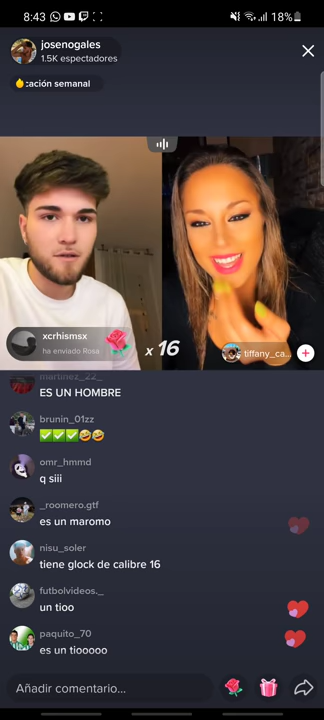 8:43
18%
josenogales
1.5K espectadores
cación semanal
xcrhismsx
ha enviado Rosa
x 16
tiffany_ca...
martinez_22_
ES UN HOMBRE
brunin_01zz
✅✅✅🤣🤣
omr_hmmd
q siii
_roomero.gtf
es un maromo
nisu_soler
tiene glock de calibre 16
futbolvideos._
un tioo
paquito_70
es un tiooooo
Añadir comentario...